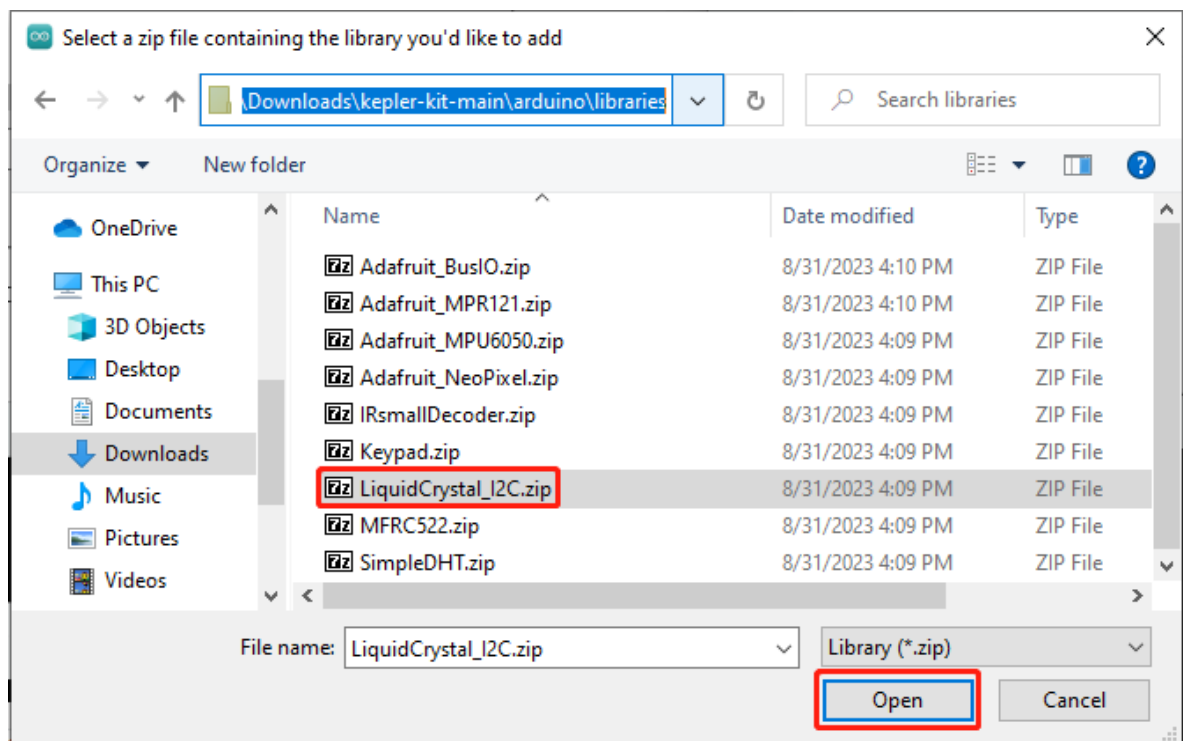 Select a zip file containing the library you'd like to add
\Downloads\kepler-kit-main\arduino\libraries
Search libraries
Organize New folder
Name Date modified Type
OneDrive
This PC
3D Objects
Desktop
Documents
Downloads
Music
Pictures
Videos
Adafruit_BusIO.zip 8/31/2023 4:10 PM ZIP File
Adafruit_MPR121.zip 8/31/2023 4:10 PM ZIP File
Adafruit_MPU6050.zip 8/31/2023 4:09 PM ZIP File
Adafruit_NeoPixel.zip 8/31/2023 4:09 PM ZIP File
IRsmallDecoder.zip 8/31/2023 4:09 PM ZIP File
Keypad.zip 8/31/2023 4:09 PM ZIP File
LiquidCrystal_I2C.zip 8/31/2023 4:09 PM ZIP File
MFRC522.zip 8/31/2023 4:09 PM ZIP File
SimpleDHT.zip 8/31/2023 4:09 PM ZIP File
File name: LiquidCrystal_I2C.zip Library (*.zip)
Open Cancel